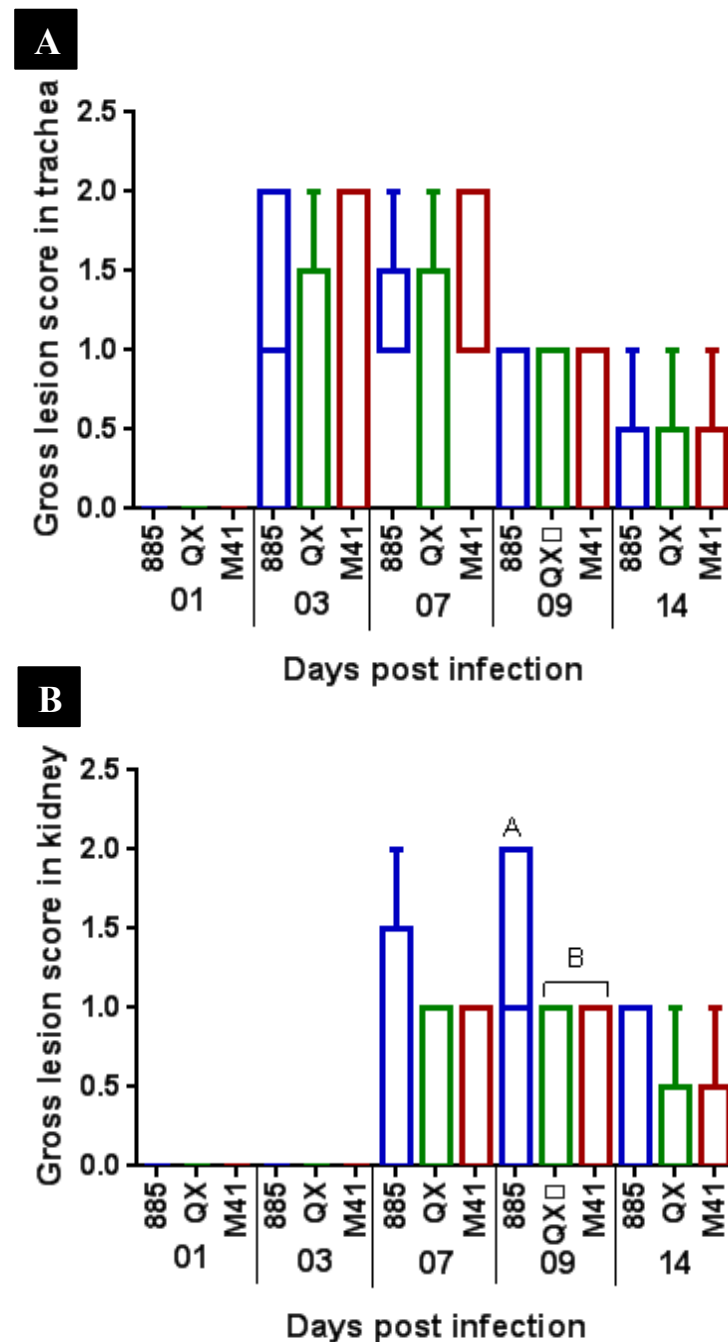 A
Gross lesion score in trachea
2.5
2.0
1.5
1.0
0.5
0.0
885 QX M41 885 QX M41 885 QX M41 885 QX□ M41 885 QX M41
01 03 07 09 14
Days post infection
B
Gross lesion score in kidney
2.5
2.0
1.5
1.0
0.5
0.0
A
B
885 QX M41 885 QX M41 885 QX M41 885 QX□ M41 885 QX M41
01 03 07 09 14
Days post infection